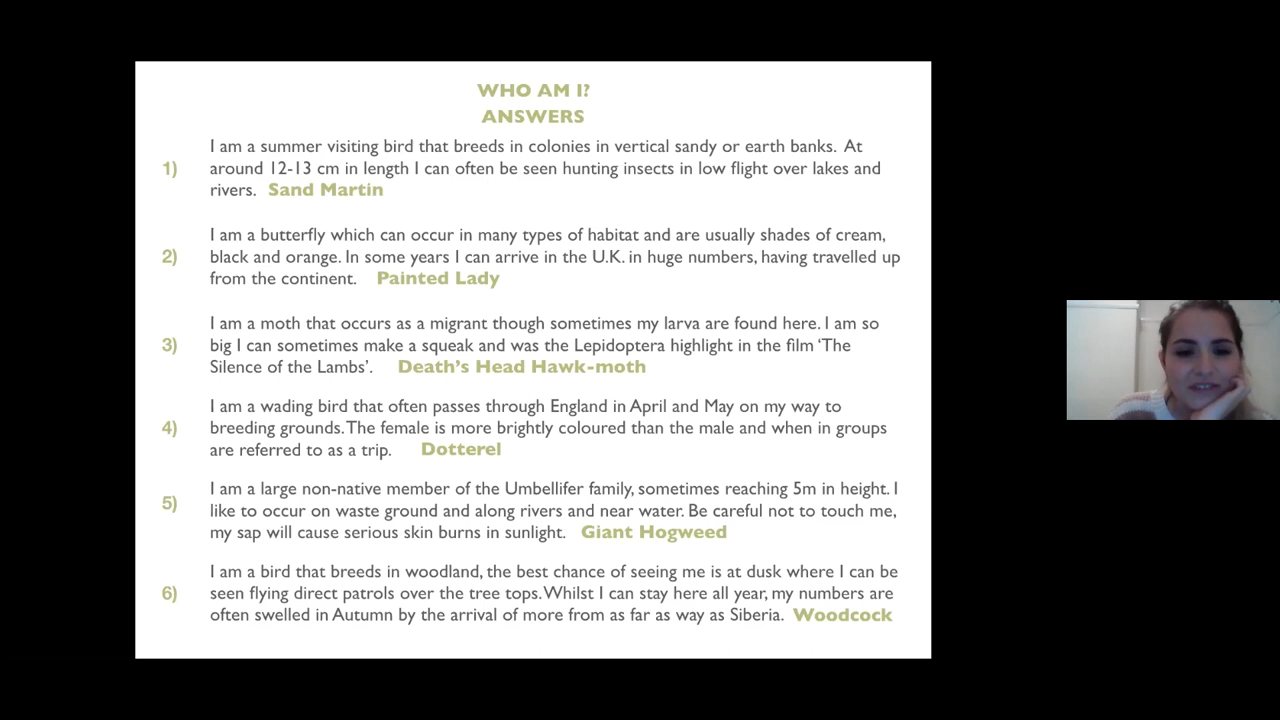 WHO AM I?
ANSWERS
1) I am a summer visiting bird that breeds in colonies in vertical sandy or earth banks. At
around 12-13 cm in length I can often be seen hunting insects in low flight over lakes and
rivers. Sand Martin
2) I am a butterfly which can occur in many types of habitat and are usually shades of cream,
black and orange. In some years I can arrive in the U.K. in huge numbers, having travelled up
from the continent. Painted Lady
3) I am a moth that occurs as a migrant though sometimes my larva are found here. I am so
big I can sometimes make a squeak and was the Lepidoptera highlight in the film ‘The
Silence of the Lambs’. Death’s Head Hawk-moth
4) I am a wading bird that often passes through England in April and May on my way to
breeding grounds. The female is more brightly coloured than the male and when in groups
are referred to as a trip. Dotterel
5) I am a large non-native member of the Umbellifer family, sometimes reaching 5m in height. I
like to occur on waste ground and along rivers and near water. Be careful not to touch me,
my sap will cause serious skin burns in sunlight. Giant Hogweed
6) I am a bird that breeds in woodland, the best chance of seeing me is at dusk where I can be
seen flying direct patrols over the tree tops. Whilst I can stay here all year, my numbers are
often swelled in Autumn by the arrival of more from as far as way as Siberia. Woodcock